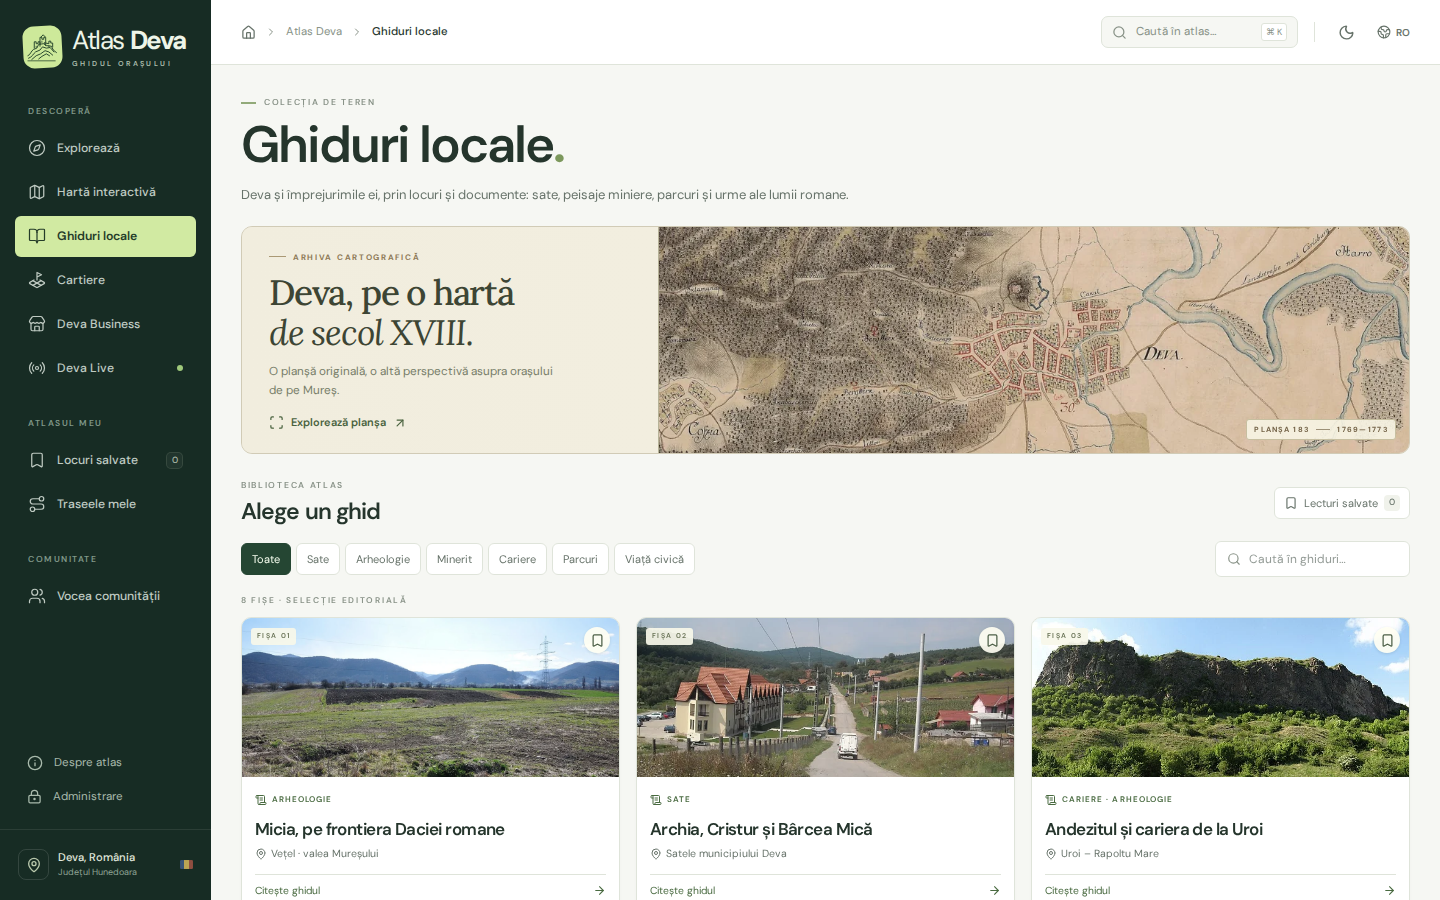 Atlas Deva
GHIDUL ORAȘULUI
DESCOPERĂ
Explorează
Hartă interactivă
Ghiduri locale
Cartiere
Deva Business
Deva Live
ATLASUL MEU
Locuri salvate 0
Traseele mele
COMUNITATE
Vocea comunității
Despre atlas
Administrare
Deva, România
Județul Hunedoara
Atlas Deva Ghiduri locale
Caută în atlas... ⌘ K
RO
COLECȚIA DE TEREN
Ghiduri locale.
Deva și împrejurimile ei, prin locuri și documente: sate, peisaje miniere, parcuri și urme ale lumii romane.
ARHIVA CARTOGRAFICĂ
Deva, pe o hartă
de secol XVIII.
O planșă originală, o altă perspectivă asupra orașului
de pe Mureș.
Explorează planșa
Canal
DEVA.
30.
PLANȘA 183 — 1769–1773
BIBLIOTECA ATLAS
Alege un ghid
Lecturi salvate 0
Toate
Sate
Arheologie
Minerit
Cariere
Parcuri
Viață civică
Caută în ghiduri...
8 FIȘE · SELECȚIE EDITORIALĂ
FIȘA 01
ARHEOLOGIE
Micia, pe frontiera Daciei romane
Vețel · valea Mureșului
Citește ghidul
FIȘA 02
SATE
Archia, Cristur și Bârcea Mică
Satele municipiului Deva
Citește ghidul
FIȘA 03
CARIERE · ARHEOLOGIE
Andezitul și cariera de la Uroi
Uroi – Rapoltu Mare
Citește ghidul